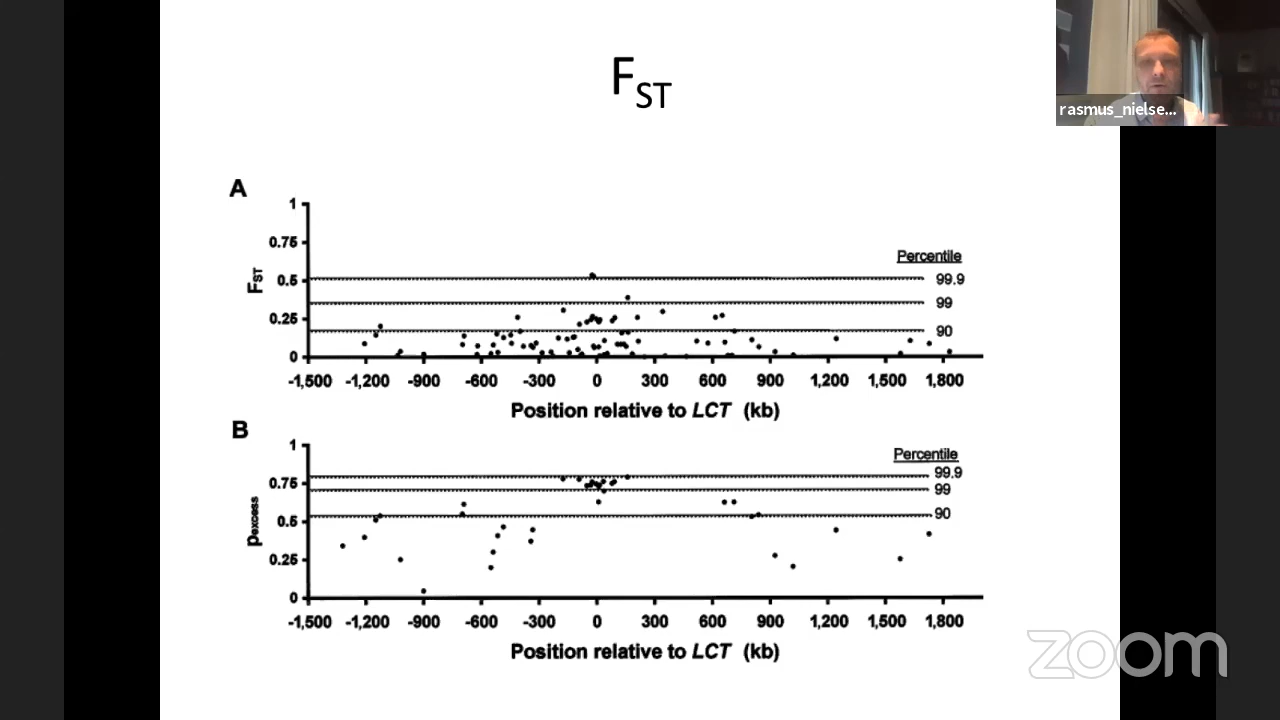 F_ST
rasmus_nielse...
A
1
0.75
0.5
0.25
0
F_ST
Percentile
99.9
99
90
-1,500 -1,200 -900 -600 -300 0 300 600 900 1,200 1,500 1,800
Position relative to LCT (kb)
B
1
0.75
0.5
0.25
0
p_excess
Percentile
99.9
99
90
-1,500 -1,200 -900 -600 -300 0 300 600 900 1,200 1,500 1,800
Position relative to LCT (kb)
zoom